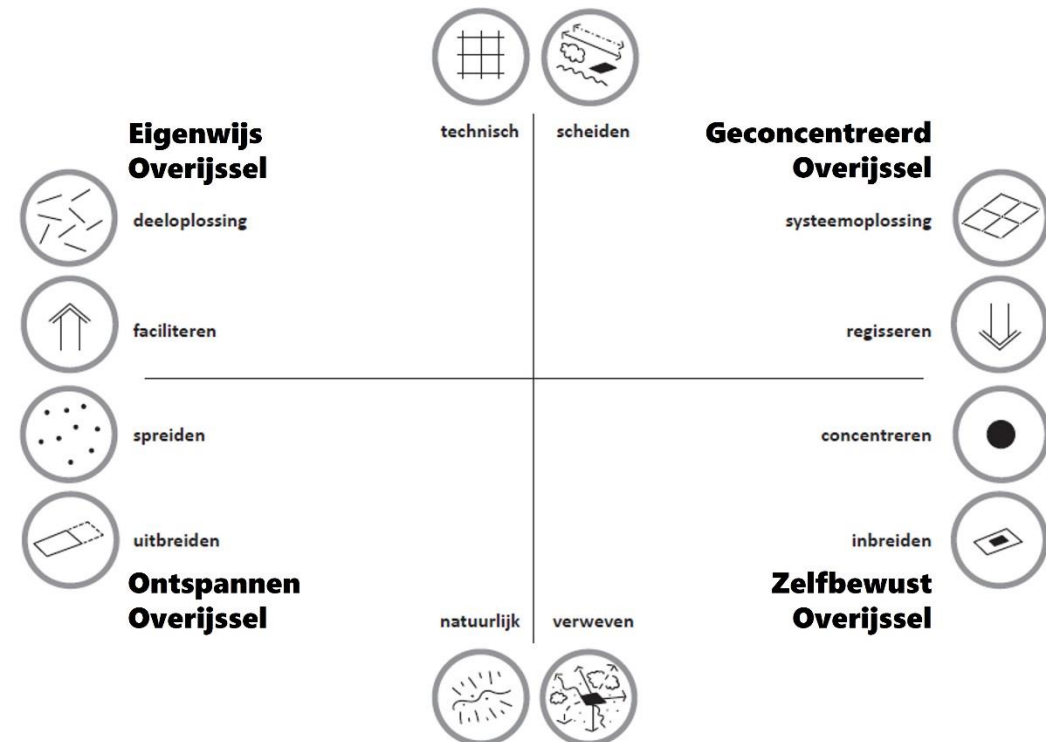 technisch
scheiden
Eigenwijs
Overijssel
Geconcentreerd
Overijssel
deeloplossing
systeemoplossing
faciliteren
regisseren
spreiden
concentreren
uitbreiden
inbreiden
Ontspannen
Overijssel
Zelfbewust
Overijssel
natuurlijk
verweven